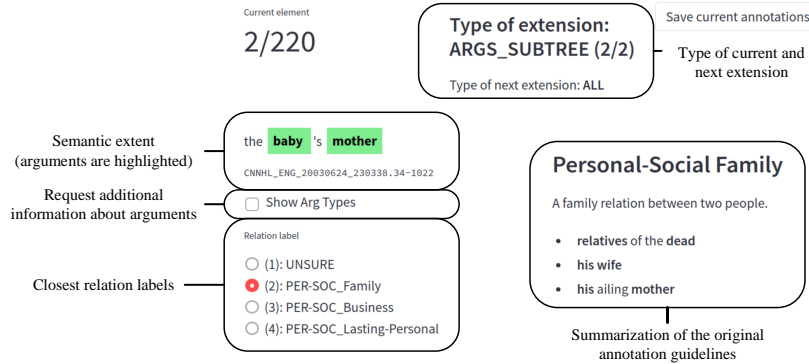 Current element
2/220
Type of extension:
ARGS_SUBTREE (2/2)
Type of next extension: ALL
Save current annotations
Type of current and
next extension
Semantic extent
(arguments are highlighted)
the baby 's mother
CNNHL_ENG_20030624_230338.34-1022
Request additional
information about arguments
Show Arg Types
Closest relation labels
Relation label
(1): UNSURE
(2): PER-SOC_Family
(3): PER-SOC_Business
(4): PER-SOC_Lasting-Personal
Personal-Social Family
A family relation between two people.
• relatives of the dead
• his wife
• his ailing mother
Summarization of the original
annotation guidelines